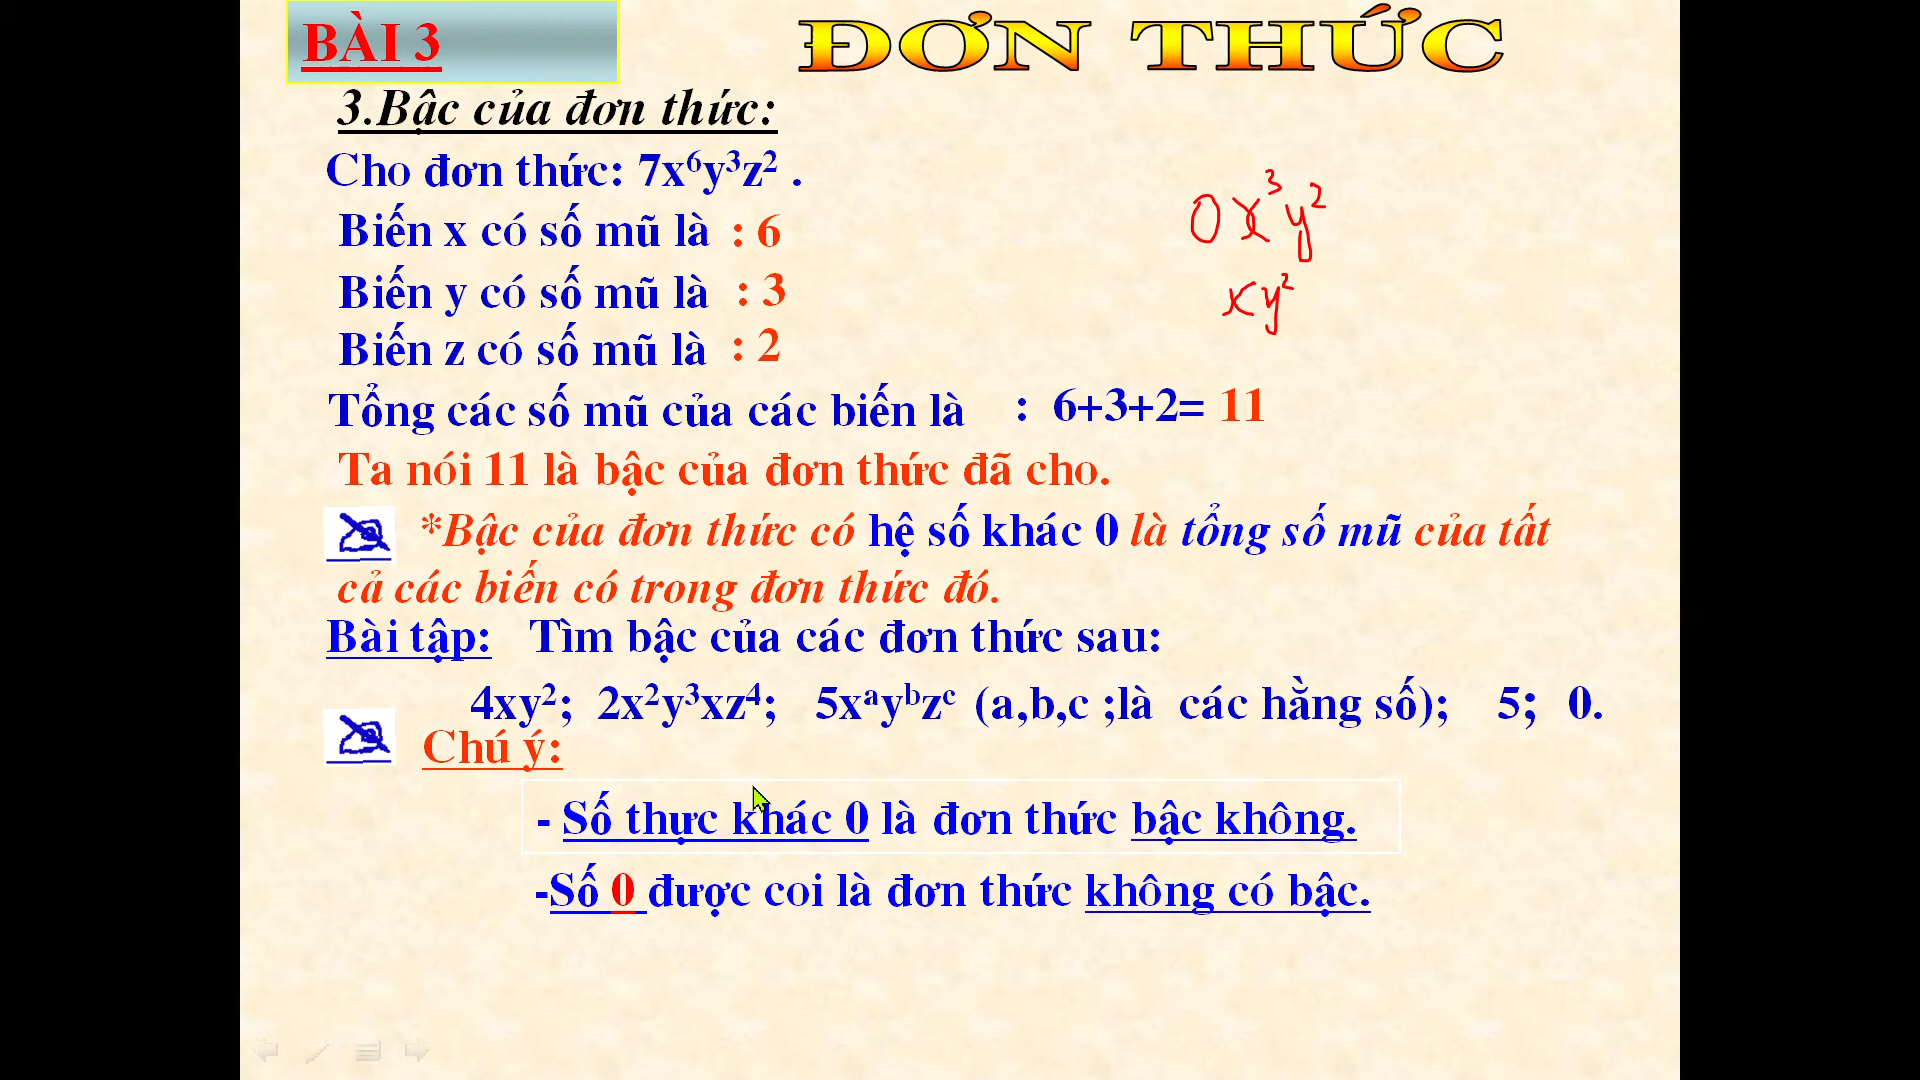 BÀI 3
ĐƠN THỨC
3.Bậc của đơn thức:
Cho đơn thức: 7x⁶y³z² .
0x³y²
Biến x có số mũ là : 6
Biến y có số mũ là : 3
xy²
Biến z có số mũ là : 2
Tổng các số mũ của các biến là : 6+3+2= 11
Ta nói 11 là bậc của đơn thức đã cho.
*Bậc của đơn thức có hệ số khác 0 là tổng số mũ của tất
cả các biến có trong đơn thức đó.
Bài tập: Tìm bậc của các đơn thức sau:
4xy²; 2x²y³xz⁴; 5xᵃyᵇzᶜ (a,b,c ;là các hằng số); 5; 0.
Chú ý:
- Số thực khác 0 là đơn thức bậc không.
-Số 0 được coi là đơn thức không có bậc.